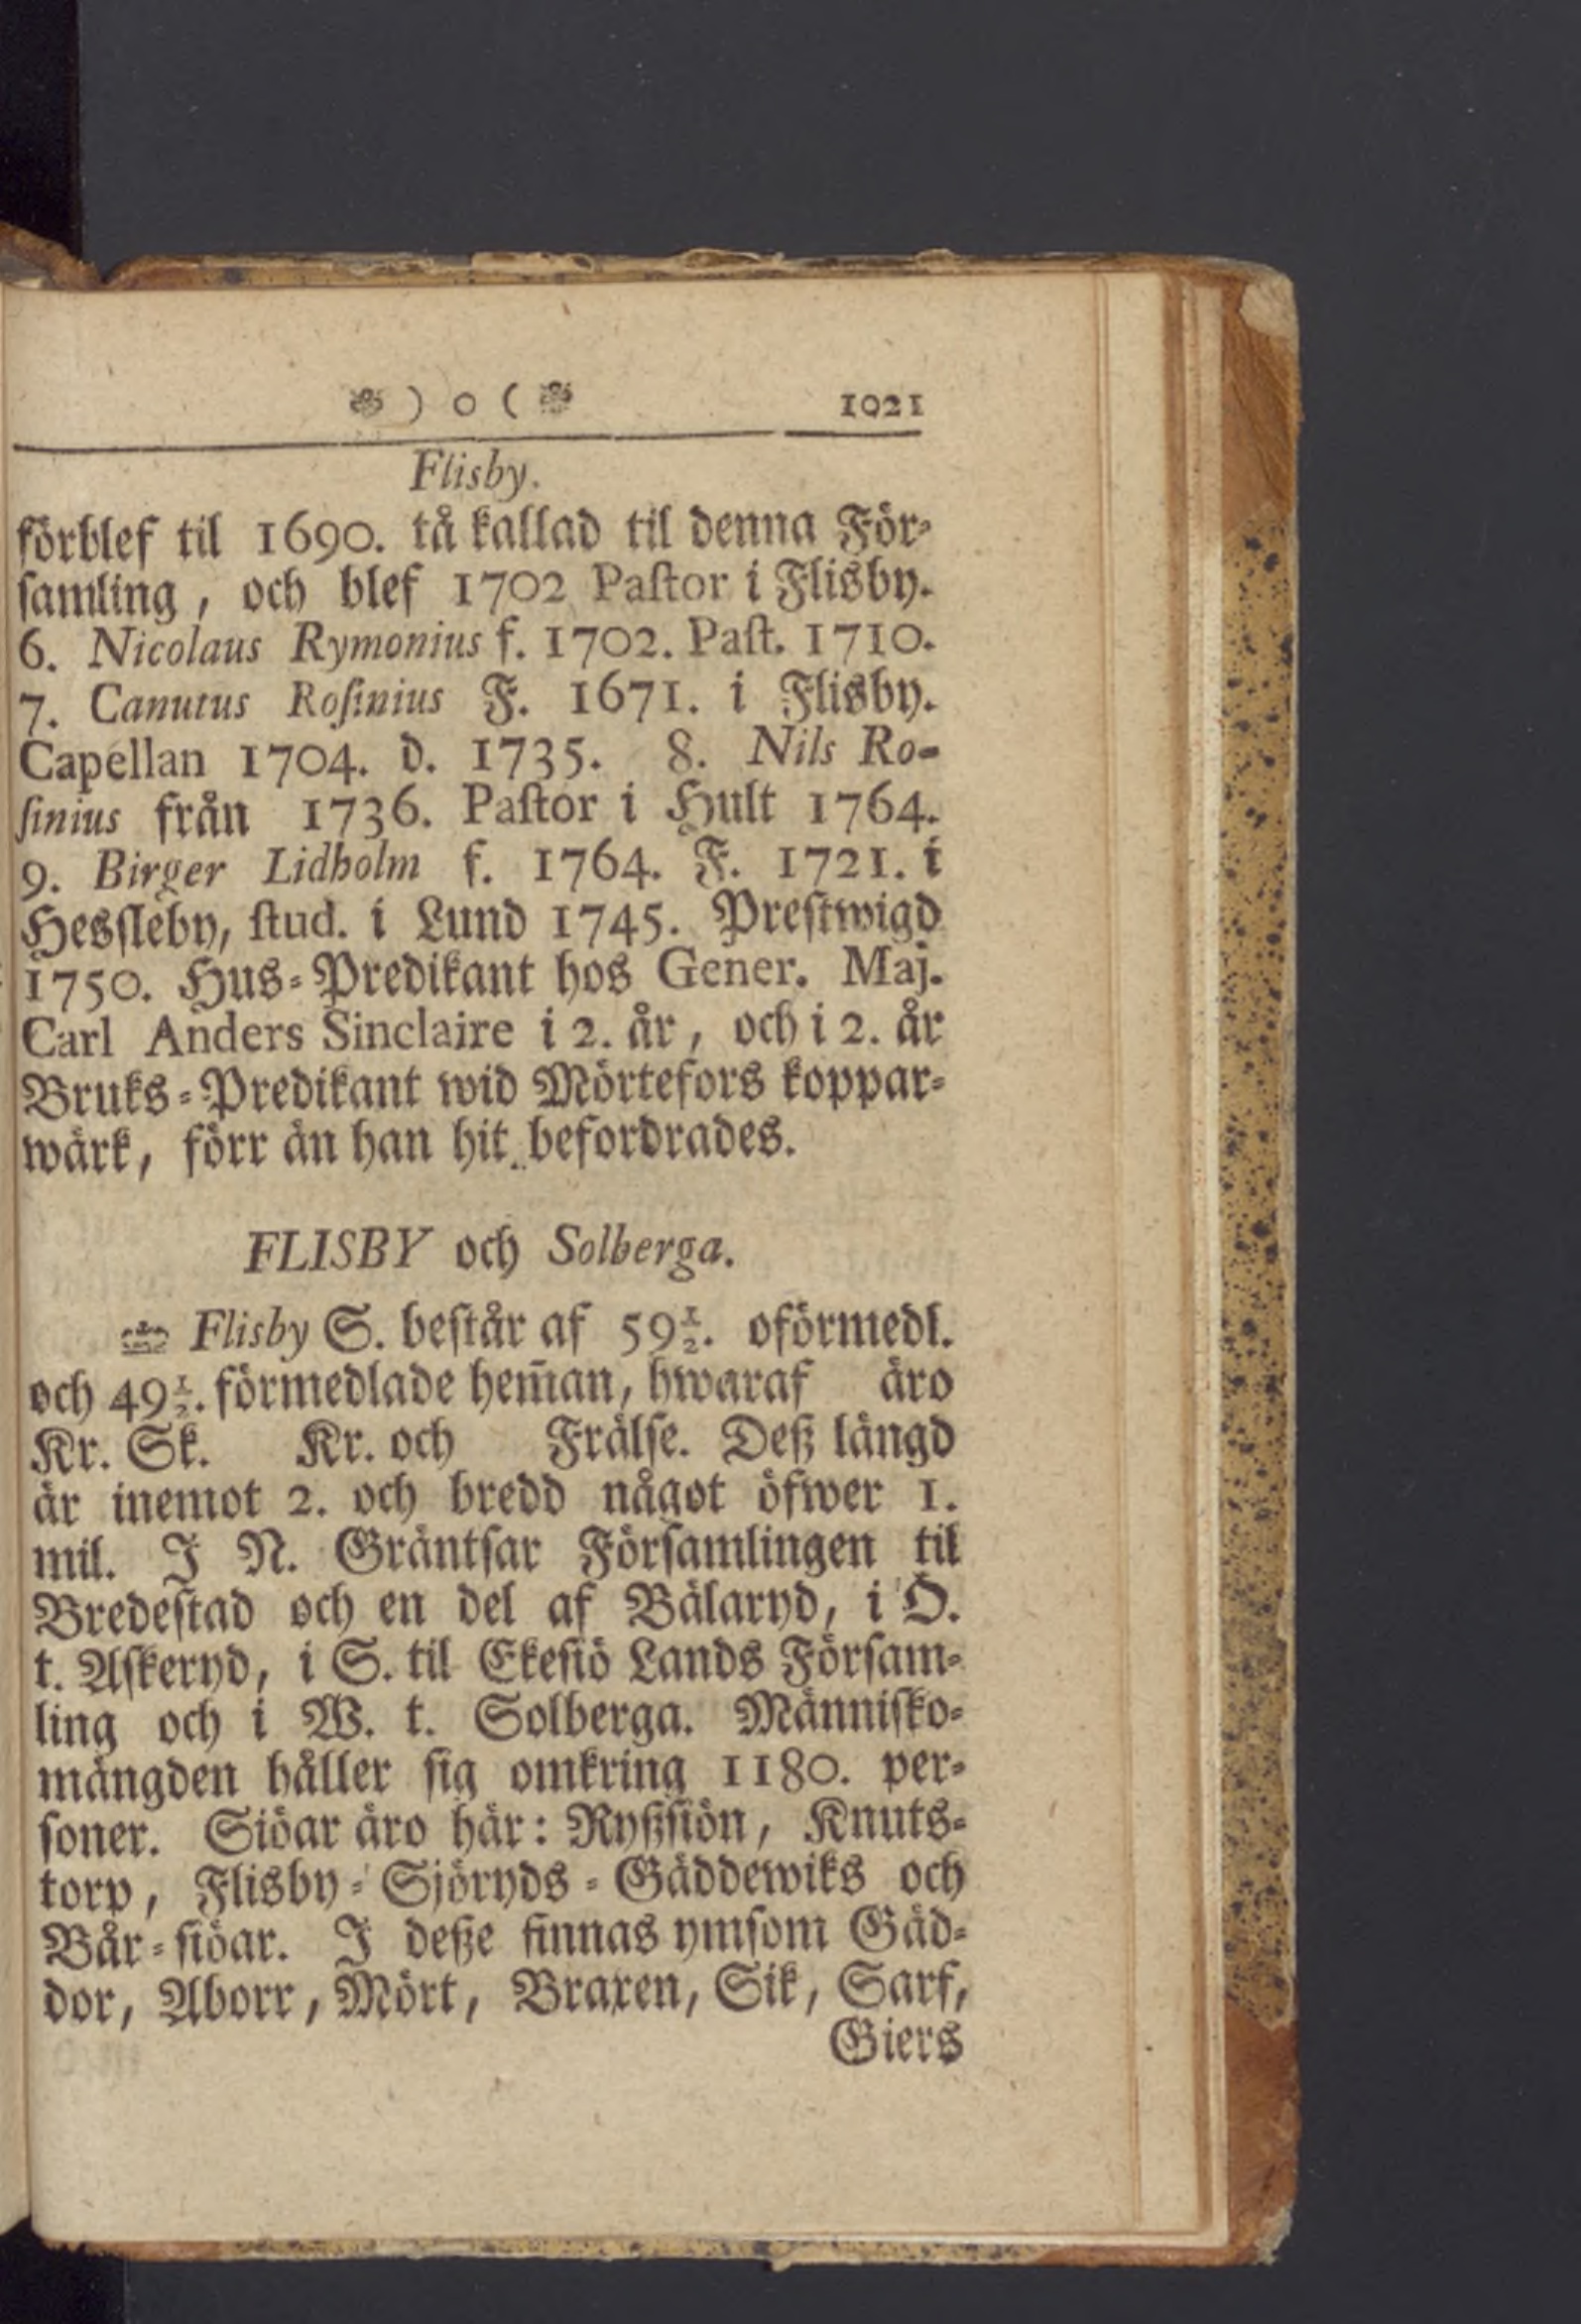 ) o ( 1021
Flisby.
förblef til 1690. tå kallad til denna För-
samling, och blef 1702 Pastor i Flisby.
6. Nicolaus Rymonius f. 1702. Past. 1710.
7. Canutus Rosinius F. 1671. i Flisby.
Capellan 1704. d. 1735. 8. Nils Ro-
sinius från 1736. Pastor i Hult 1764.
9. Birger Lidholm f. 1764. F. 1721. i
Hessleby, stud. i Lund 1745. Prestwigd
1750. Hus-Predikant hos Gener. Maj.
Carl Anders Sinclaire i 2. år, och i 2. år
Bruks-Predikant wid Mörtefors koppar-
wärk, förr än han hit befordrades.
FLISBY och Solberga.
Flisby S. består af 59½. oförmedl.
och 49½. förmedlade hem̃an, hwaraf äro
Kr. Sk. Kr. och Frälse. Deß längd
är inemot 2. och bredd något öfwer 1.
mil. I N. Gräntsar Församlingen til
Bredestad och en del af Bälaryd, i Ö.
t. Askeryd, i S. til Ekesiö Lands Försam-
ling och i W. t. Solberga. Människo-
mängden håller sig omkring 1180. per-
soner. Siöar äro här: Ryßsiön, Knuts-
torp, Flisby-Sjöryds-Gäddewiks och
Bår-siöar. I deße finnas ymsom Gäd-
dor, Aborr, Mört, Braxen, Sik, Sarf,
Giers